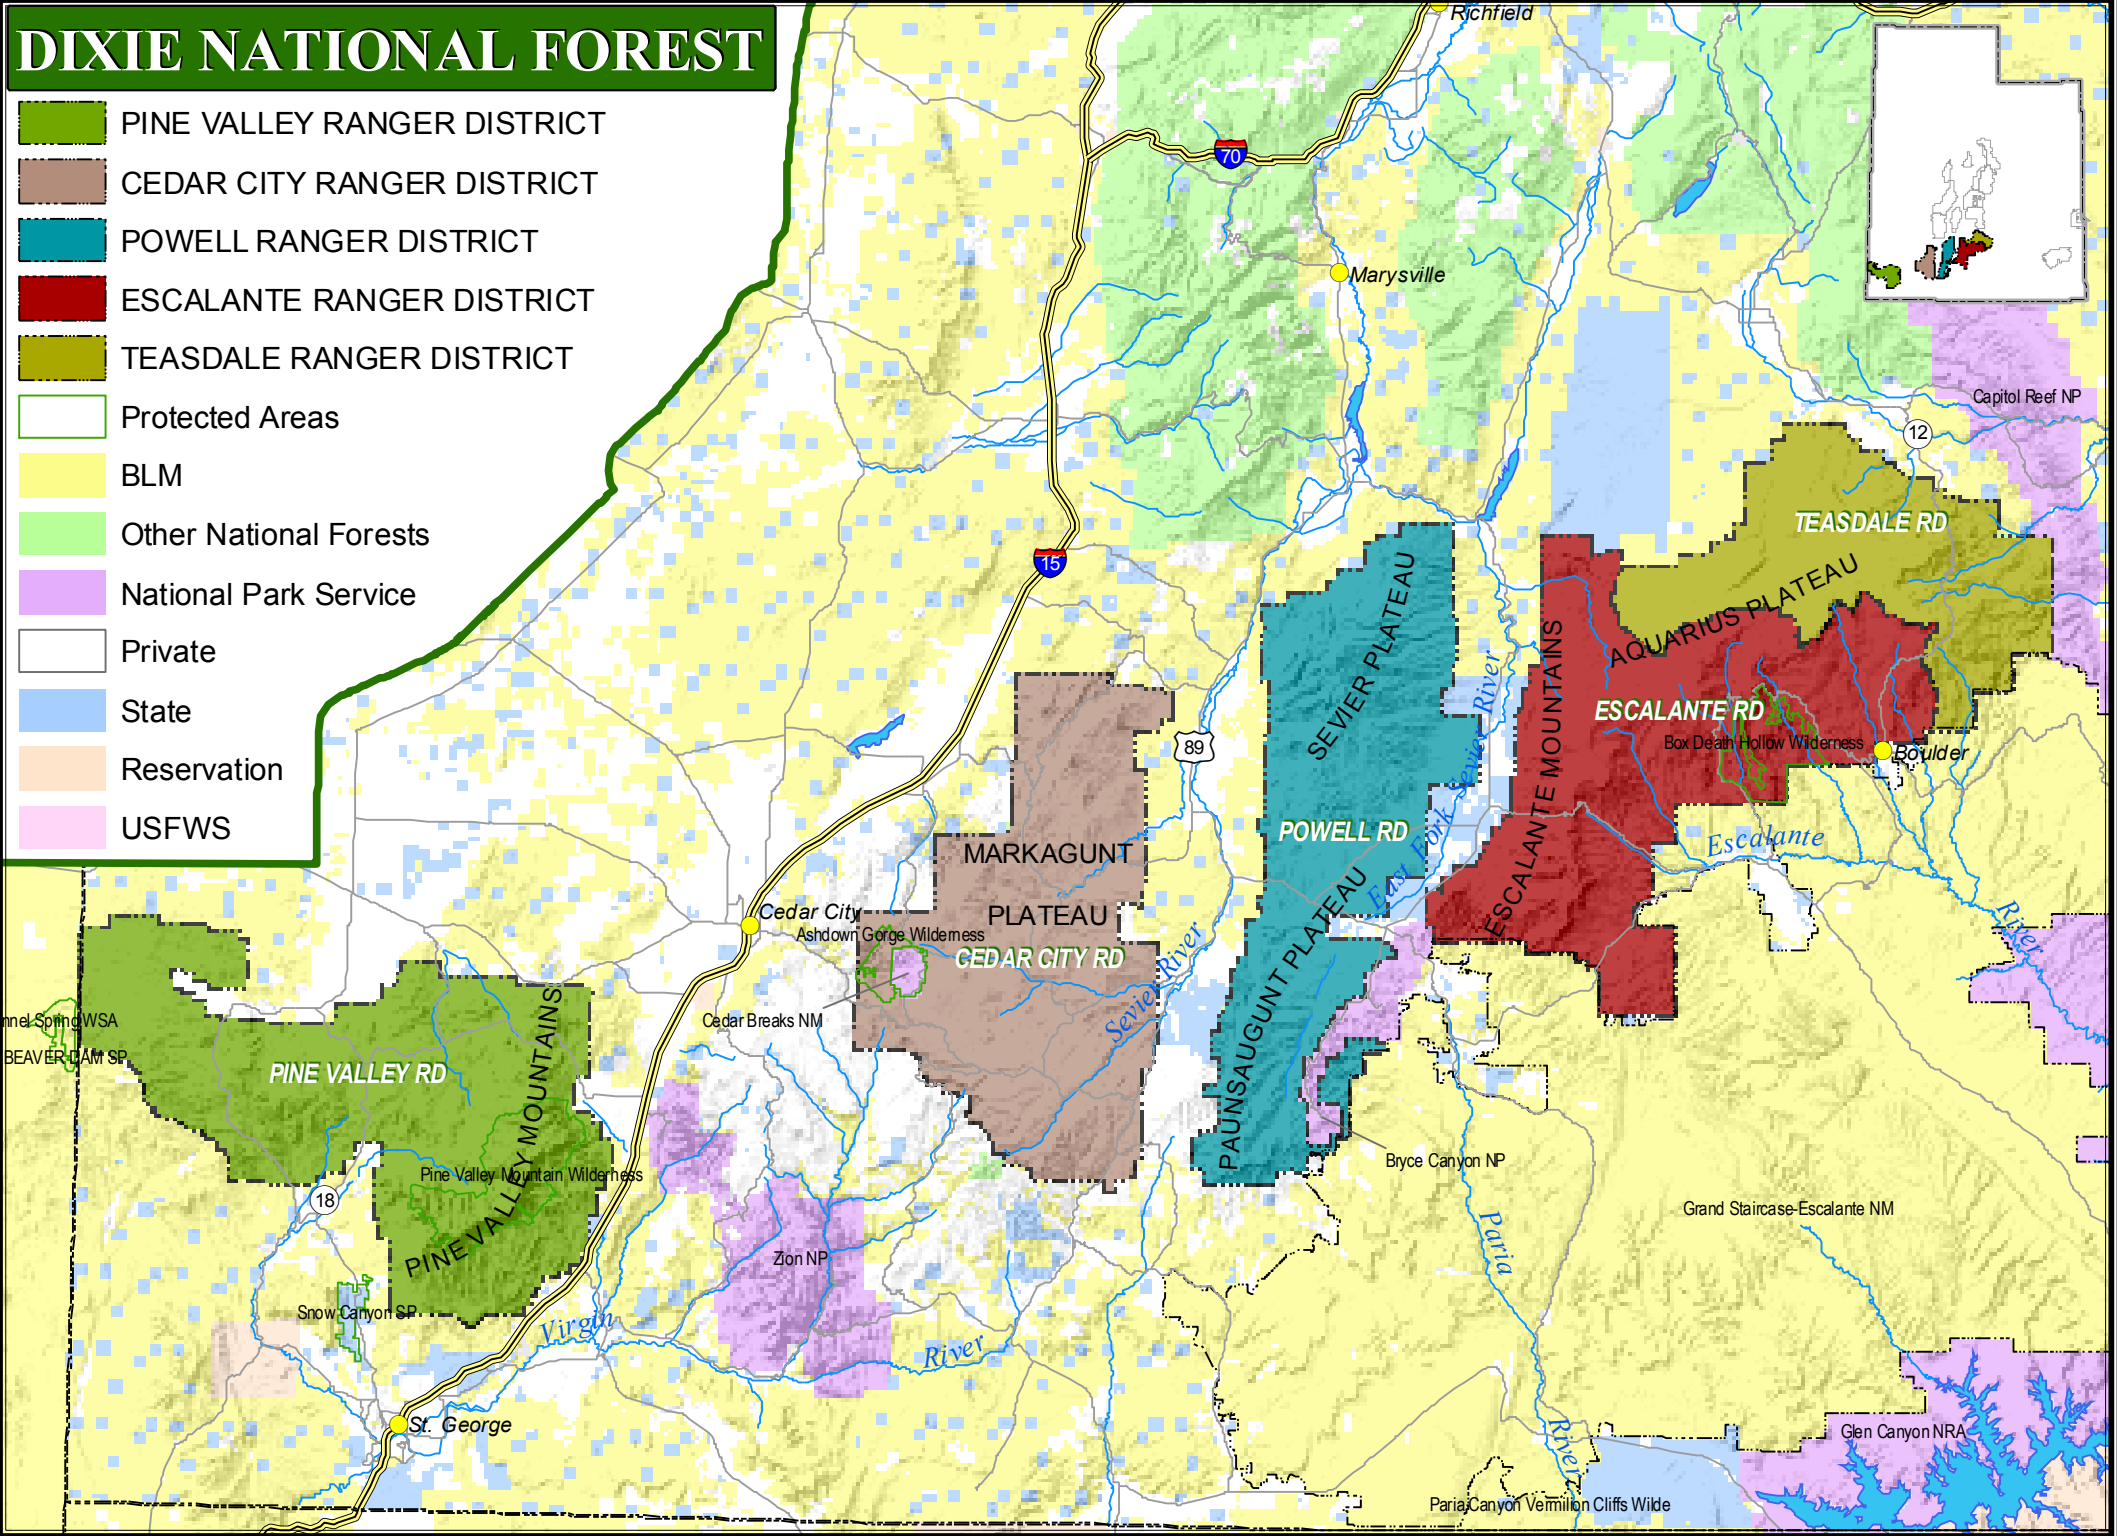 DIXIE NATIONAL FOREST
PINE VALLEY RANGER DISTRICT
CEDAR CITY RANGER DISTRICT
POWELL RANGER DISTRICT
ESCALANTE RANGER DISTRICT
TEASDALE RANGER DISTRICT
Protected Areas
BLM
Other National Forests
National Park Service
Private
State
Reservation
USFWS
Richfield
70
Marysville
Capitol Reef NP
12
TEASDALE RD
15
SEVIER PLATEAU
AQUARIUS PLATEAU
ESCALANTE MOUNTAINS
ESCALANTE RD
Box Death Hollow Wilderness
Boulder
89
POWELL RD
East Fork Sevier River
Escalante
River
MARKAGUNT
PLATEAU
Cedar City
Ashdown Gorge Wilderness
CEDAR CITY RD
Sevier River
PAUNSAUGUNT PLATEAU
Cedar Breaks NM
nnel Spring WSA
BEAVER DAM SP
PINE VALLEY RD
PINE VALLEY MOUNTAINS
Pine Valley Mountain Wilderness
18
Bryce Canyon NP
Grand Staircase-Escalante NM
Zion NP
Paria
River
Snow Canyon SP
Virgin
River
St. George
Glen Canyon NRA
Paria Canyon Vermilion Cliffs Wilde